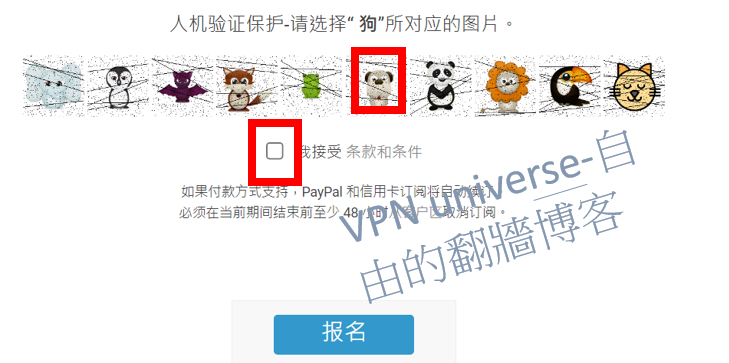 人机验证保护-请选择“ 狗”所对应的图片。
我接受 条款和条件
如果付款方式支持，PayPal 和信用卡订阅将自动续订，
必须在当前期间结束前至少 48 小时从客户区取消订阅。
VPN universe-自
由的翻牆博客
报名